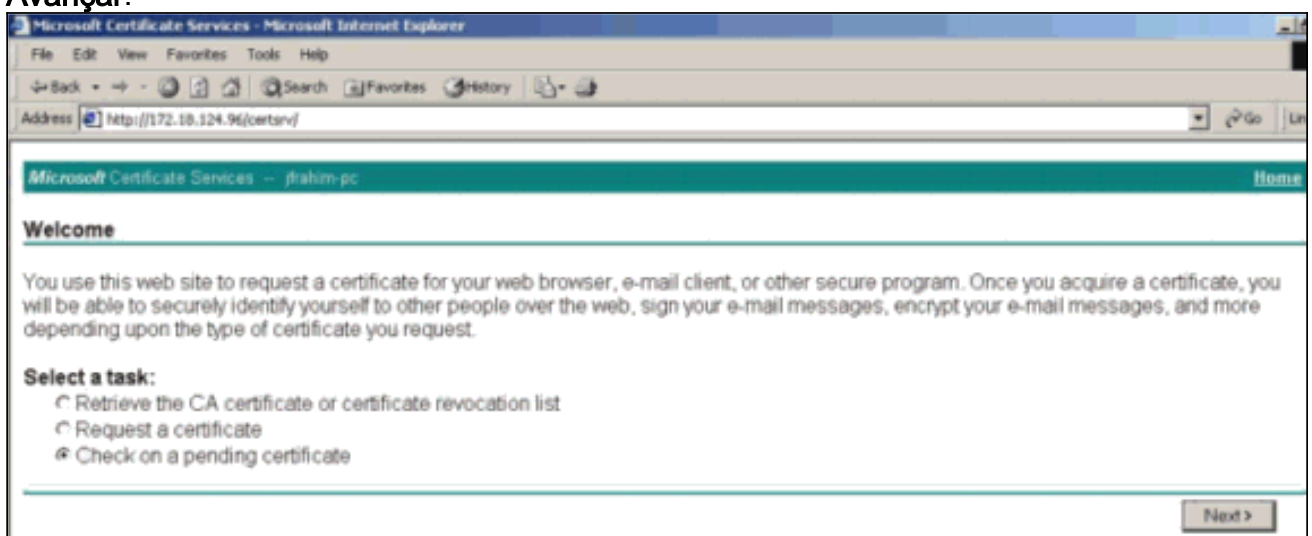 Avançar.
Microsoft Certificate Services - Microsoft Internet Explorer
File Edit View Favorites Tools Help
Back Search Favorites History
Address http://172.18.124.96/certsrv/ Go
Microsoft Certificate Services -- jfrahim-pc Home
Welcome
You use this web site to request a certificate for your web browser, e-mail client, or other secure program. Once you acquire a certificate, you
will be able to securely identify yourself to other people over the web, sign your e-mail messages, encrypt your e-mail messages, and more
depending upon the type of certificate you request.
Select a task:
Retrieve the CA certificate or certificate revocation list
Request a certificate
Check on a pending certificate
Next >